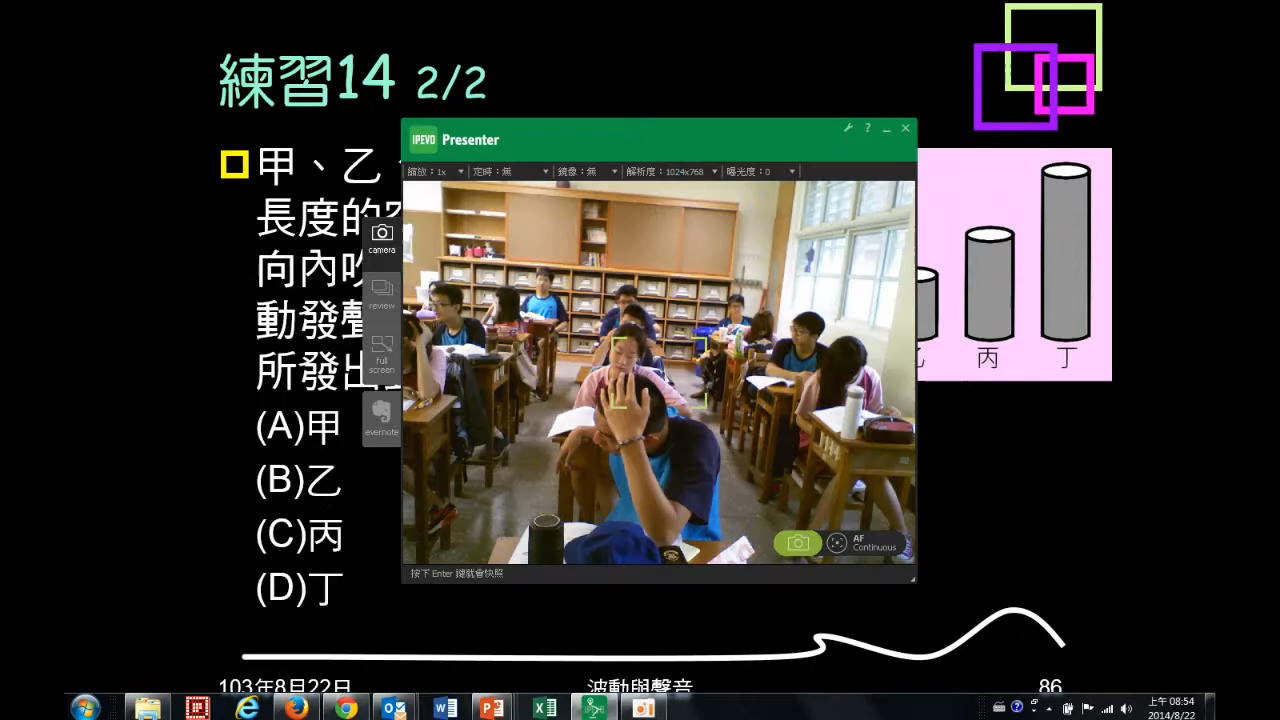 練習14 2/2
甲、乙
長度的
向內吹
動發聲
所發出
(A)甲
(B)乙
(C)丙
(D)丁
IPEVO Presenter
縮放：1x 定時：無 鏡像：無 解析度：1024x768 曝光度：0
camera
review
full
screen
evernote
AF
Continuous
按下 Enter 鍵就會快照
丙 丁
103年8月22日 波動與聲音 86
上午 08:54
2014/8/22